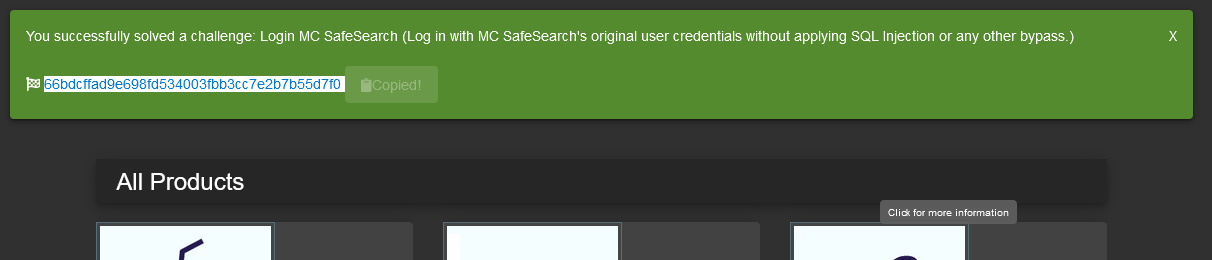 You successfully solved a challenge: Login MC SafeSearch (Log in with MC SafeSearch's original user credentials without applying SQL Injection or any other bypass.)
X
66bdcffad9e698fd534003fbb3cc7e2b7b55d7f0
Copied!
All Products
Click for more information